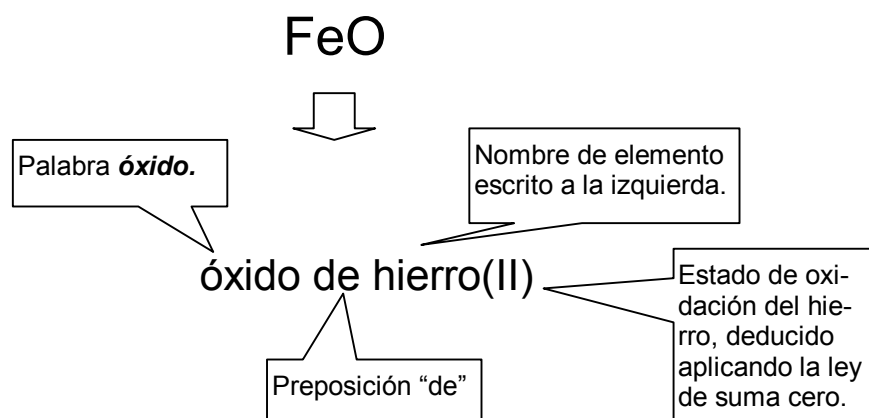 FeO
Palabra óxido.
Nombre de elemento
escrito a la izquierda.
óxido de hierro(II)
Estado de oxi-
dación del hie-
rro, deducido
aplicando la ley
de suma cero.
Preposición “de”